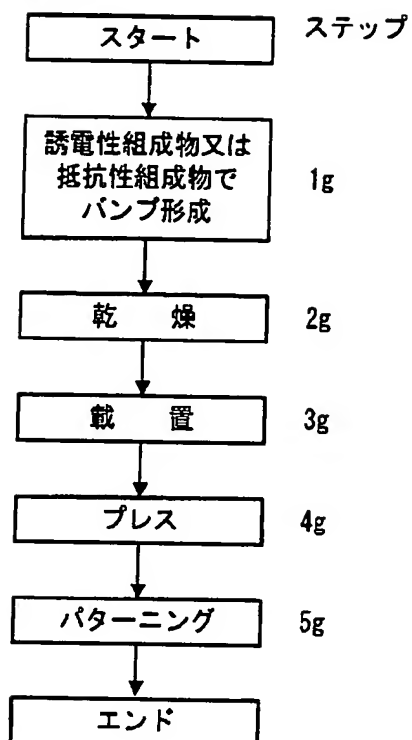 スタート ステップ
誘電性組成物又は
抵抗性組成物で
バンプ形成 1g
乾 燥 2g
載 置 3g
プレス 4g
パターニング 5g
エンド